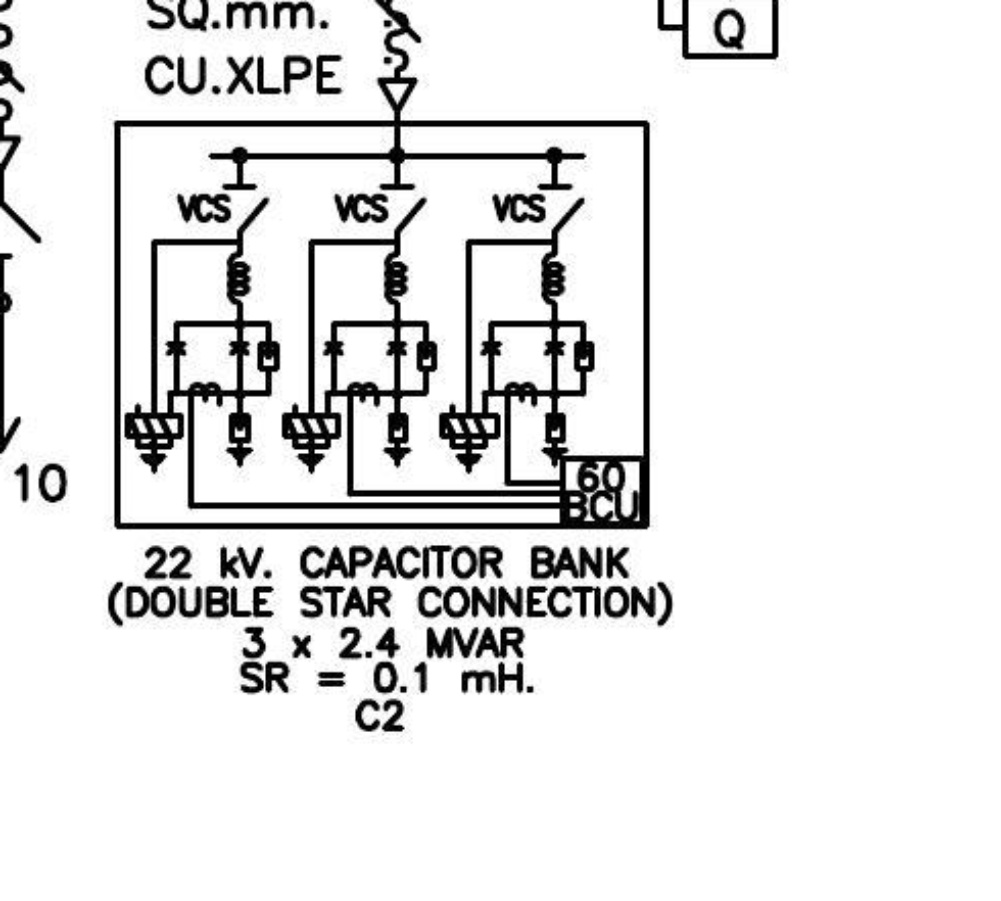 SQ.mm.
Q
CU.XLPE
VCS VCS VCS
10
60
BCU
22 kV. CAPACITOR BANK
(DOUBLE STAR CONNECTION)
3 x 2.4 MVAR
SR = 0.1 mH.
C2